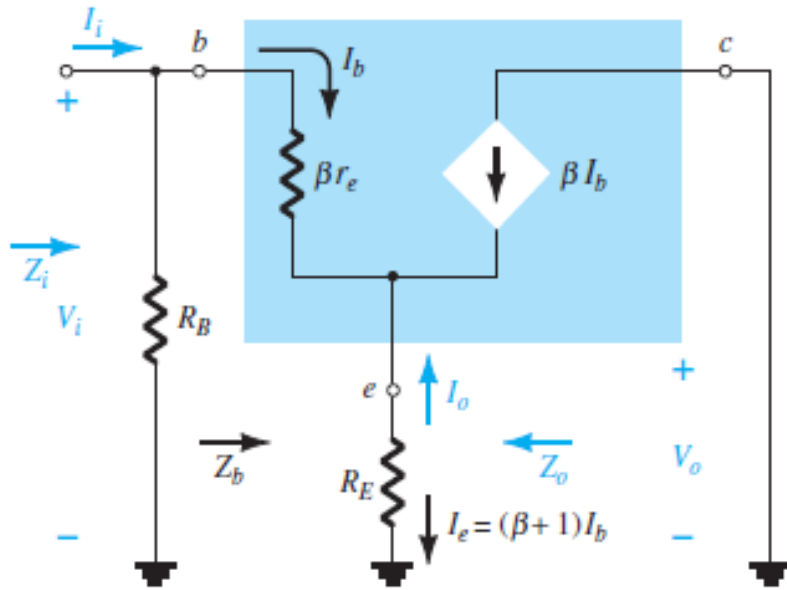 I_i
b
I_b
c
+
βr_e
βI_b
Z_i
V_i
R_B
+
e
I_o
Z_b
Z_o
V_o
R_E
I_e = (β + 1)I_b
–
–